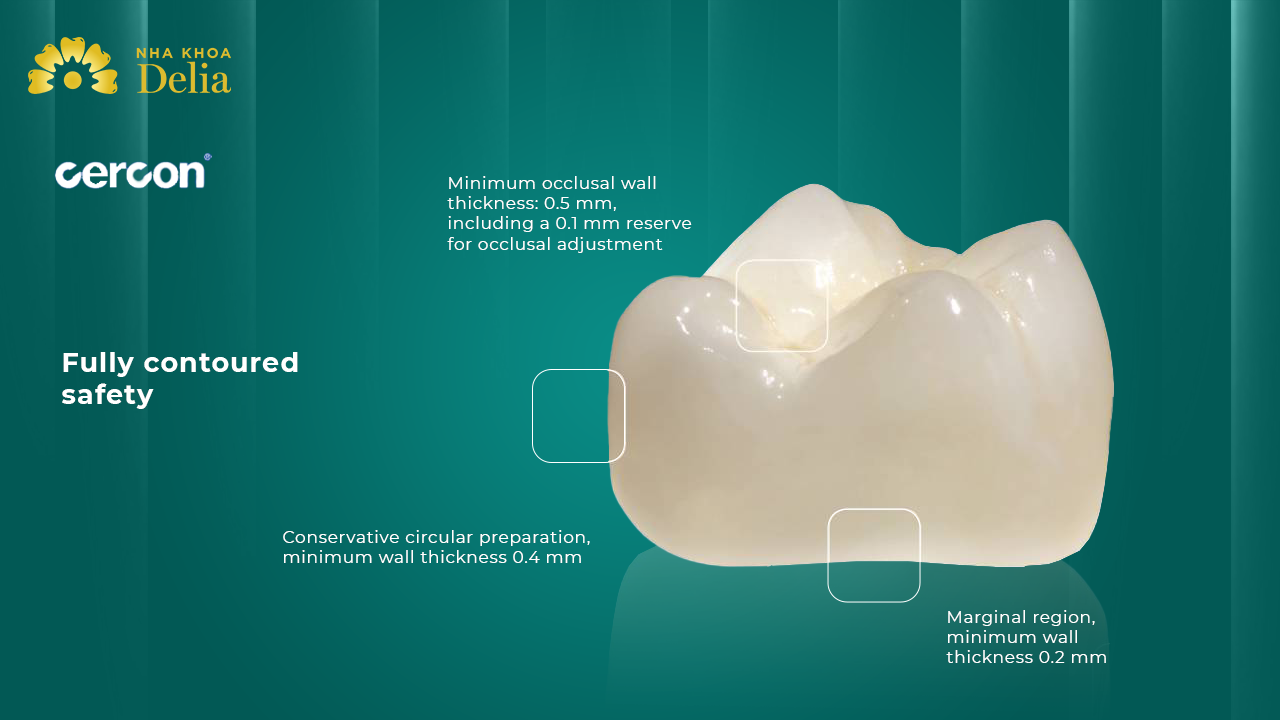 NHA KHOA
Delia
cercon®
Minimum occlusal wall
thickness: 0.5 mm,
including a 0.1 mm reserve
for occlusal adjustment
Fully contoured
safety
Conservative circular preparation,
minimum wall thickness 0.4 mm
Marginal region,
minimum wall
thickness 0.2 mm